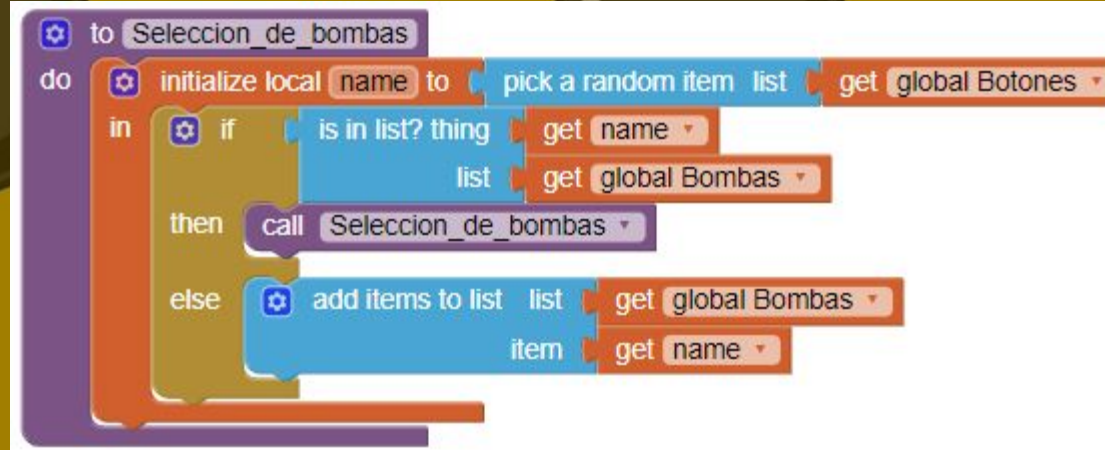 to Seleccion_de_bombas
do initialize local name to pick a random item list get global Botones
in if is in list? thing get name
list get global Bombas
then call Seleccion_de_bombas
else add items to list list get global Bombas
item get name